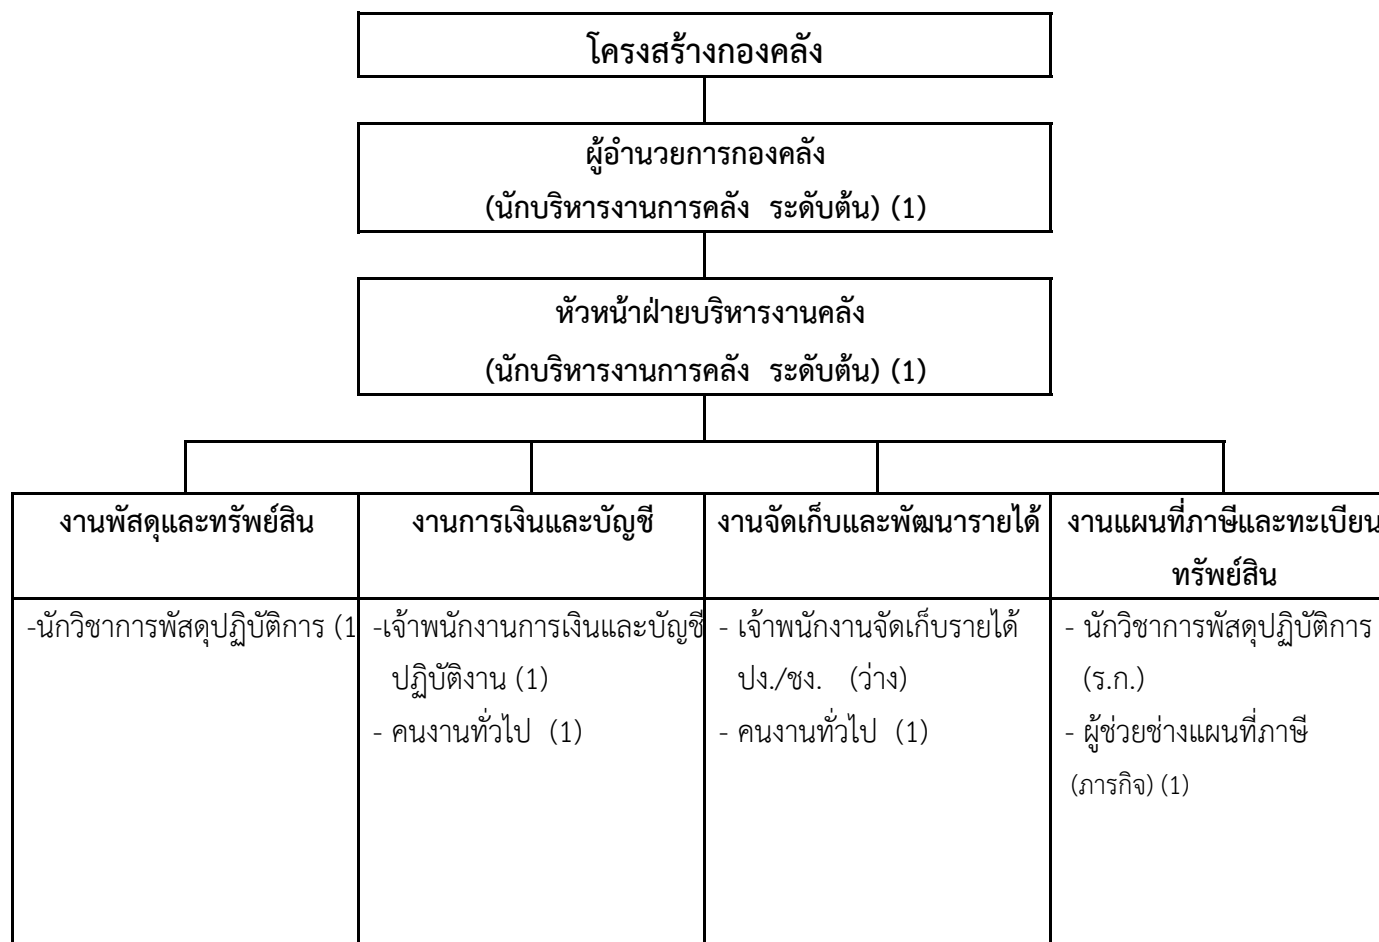 โครงสร้างกองคลัง
ผู้อำนวยการกองคลัง
(นักบริหารงานการคลัง ระดับต้น) (1)
หัวหน้าฝ่ายบริหารงานคลัง
(นักบริหารงานการคลัง ระดับต้น) (1)
งานพัสดุและทรัพย์สิน
-นักวิชาการพัสดุปฏิบัติการ (1
งานการเงินและบัญชี
-เจ้าพนักงานการเงินและบัญชี
ปฏิบัติงาน (1)
- คนงานทั่วไป (1)
งานจัดเก็บและพัฒนารายได้
- เจ้าพนักงานจัดเก็บรายได้
ปง./ชง. (ว่าง)
- คนงานทั่วไป (1)
งานแผนที่ภาษีและทะเบียน
ทรัพย์สิน
- นักวิชาการพัสดุปฏิบัติการ
(ร.ก.)
- ผู้ช่วยช่างแผนที่ภาษี
(ภารกิจ) (1)